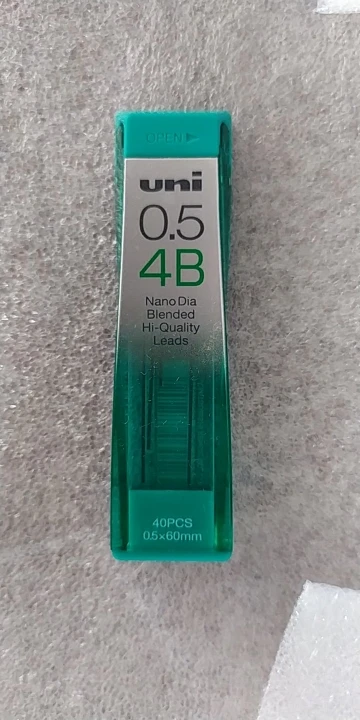 OPEN
uni
0.5
4B
Nano Dia
Blended
Hi-Quality
Leads
40PCS
0.5×60mm